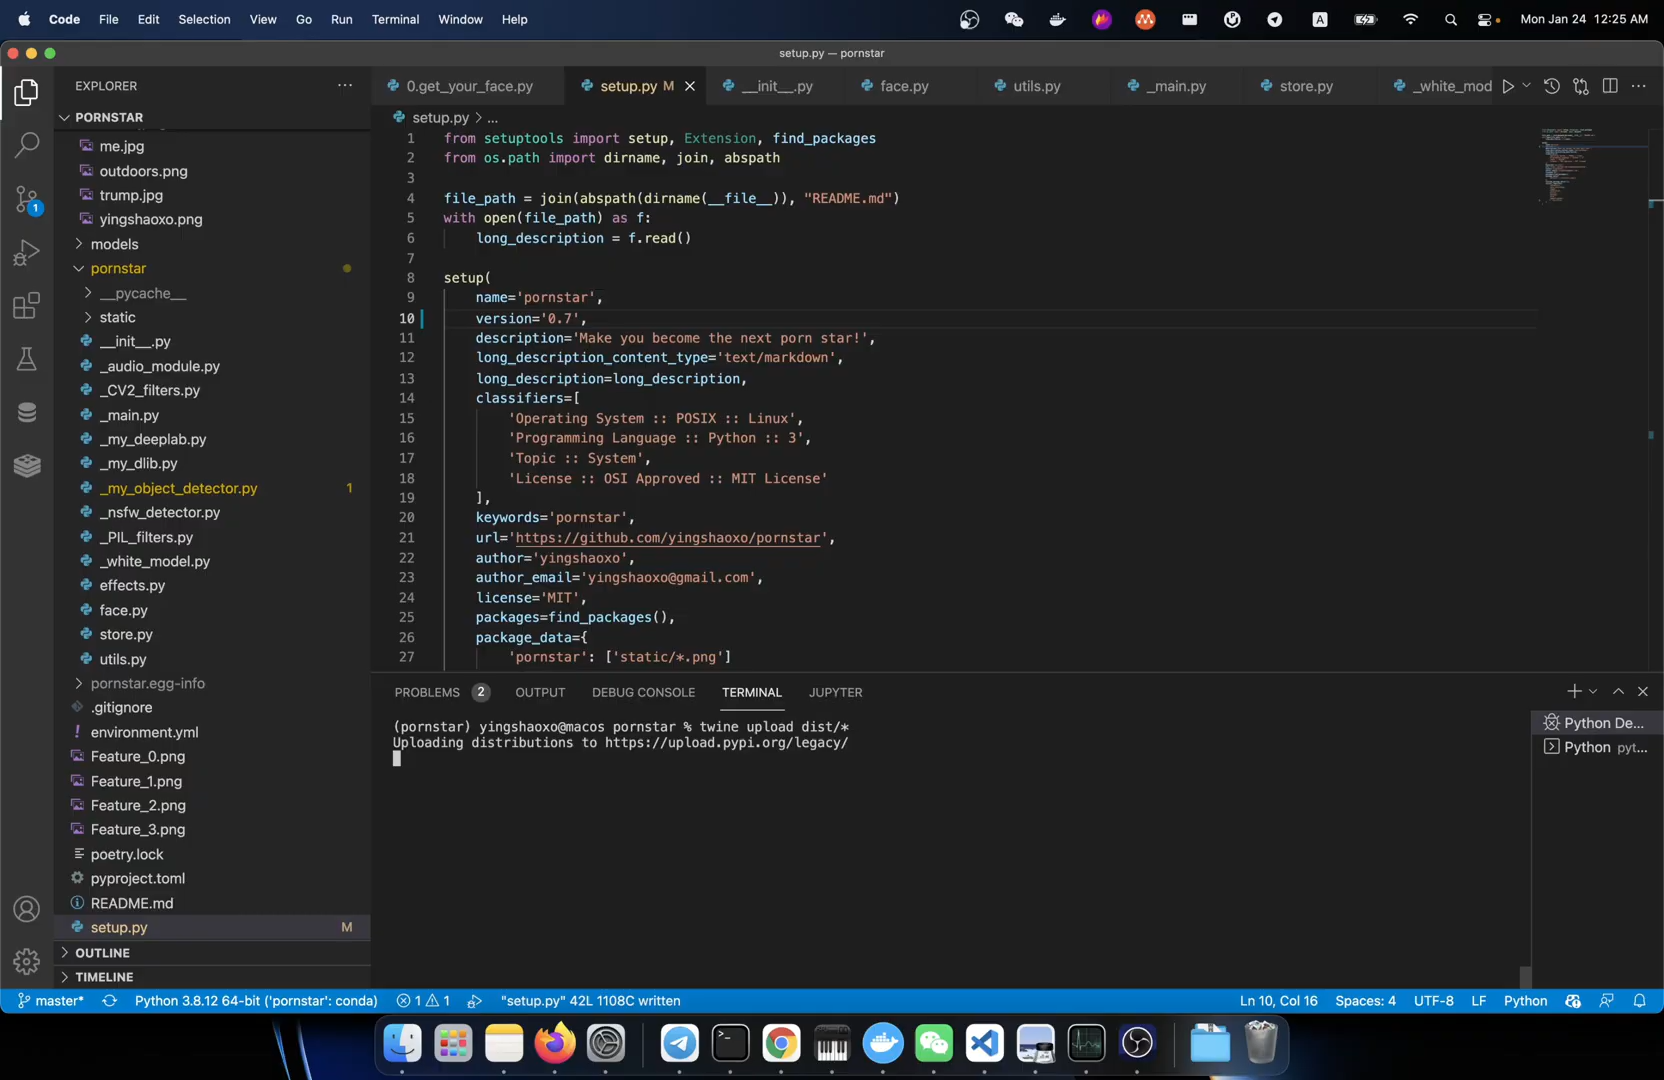 Code File Edit Selection View Go Run Terminal Window Help
A
Mon Jan 24 12:25 AM
setup.py — pornstar
EXPLORER
0.get_your_face.py
setup.py M
__init__.py
face.py
utils.py
_main.py
store.py
_white_mod
PORNSTAR
me.jpg
outdoors.png
trump.jpg
yingshaoxo.png
models
pornstar
__pycache__
static
__init__.py
_audio_module.py
_CV2_filters.py
_main.py
_my_deeplab.py
_my_dlib.py
_my_object_detector.py 1
_nsfw_detector.py
_PIL_filters.py
_white_model.py
effects.py
face.py
store.py
utils.py
pornstar.egg-info
.gitignore
! environment.yml
Feature_0.png
Feature_1.png
Feature_2.png
Feature_3.png
poetry.lock
pyproject.toml
README.md
setup.py M
OUTLINE
TIMELINE
1
setup.py > ...
1 from setuptools import setup, Extension, find_packages
2 from os.path import dirname, join, abspath
3
4 file_path = join(abspath(dirname(__file__)), "README.md")
5 with open(file_path) as f:
6 long_description = f.read()
7
8 setup(
9 name='pornstar',
10 version='0.7',
11 description='Make you become the next porn star!',
12 long_description_content_type='text/markdown',
13 long_description=long_description,
14 classifiers=[
15 'Operating System :: POSIX :: Linux',
16 'Programming Language :: Python :: 3',
17 'Topic :: System',
18 'License :: OSI Approved :: MIT License'
19 ],
20 keywords='pornstar',
21 url='https://github.com/yingshaoxo/pornstar',
22 author='yingshaoxo',
23 author_email='yingshaoxo@gmail.com',
24 license='MIT',
25 packages=find_packages(),
26 package_data={
27 'pornstar': ['static/*.png']
PROBLEMS 2 OUTPUT DEBUG CONSOLE TERMINAL JUPYTER
(pornstar) yingshaoxo@macos pornstar % twine upload dist/*
Uploading distributions to https://upload.pypi.org/legacy/
Python De...
Python pyt...
master* Python 3.8.12 64-bit ('pornstar': conda) 1 1 "setup.py" 42L 1108C written
Ln 10, Col 16 Spaces: 4 UTF-8 LF Python